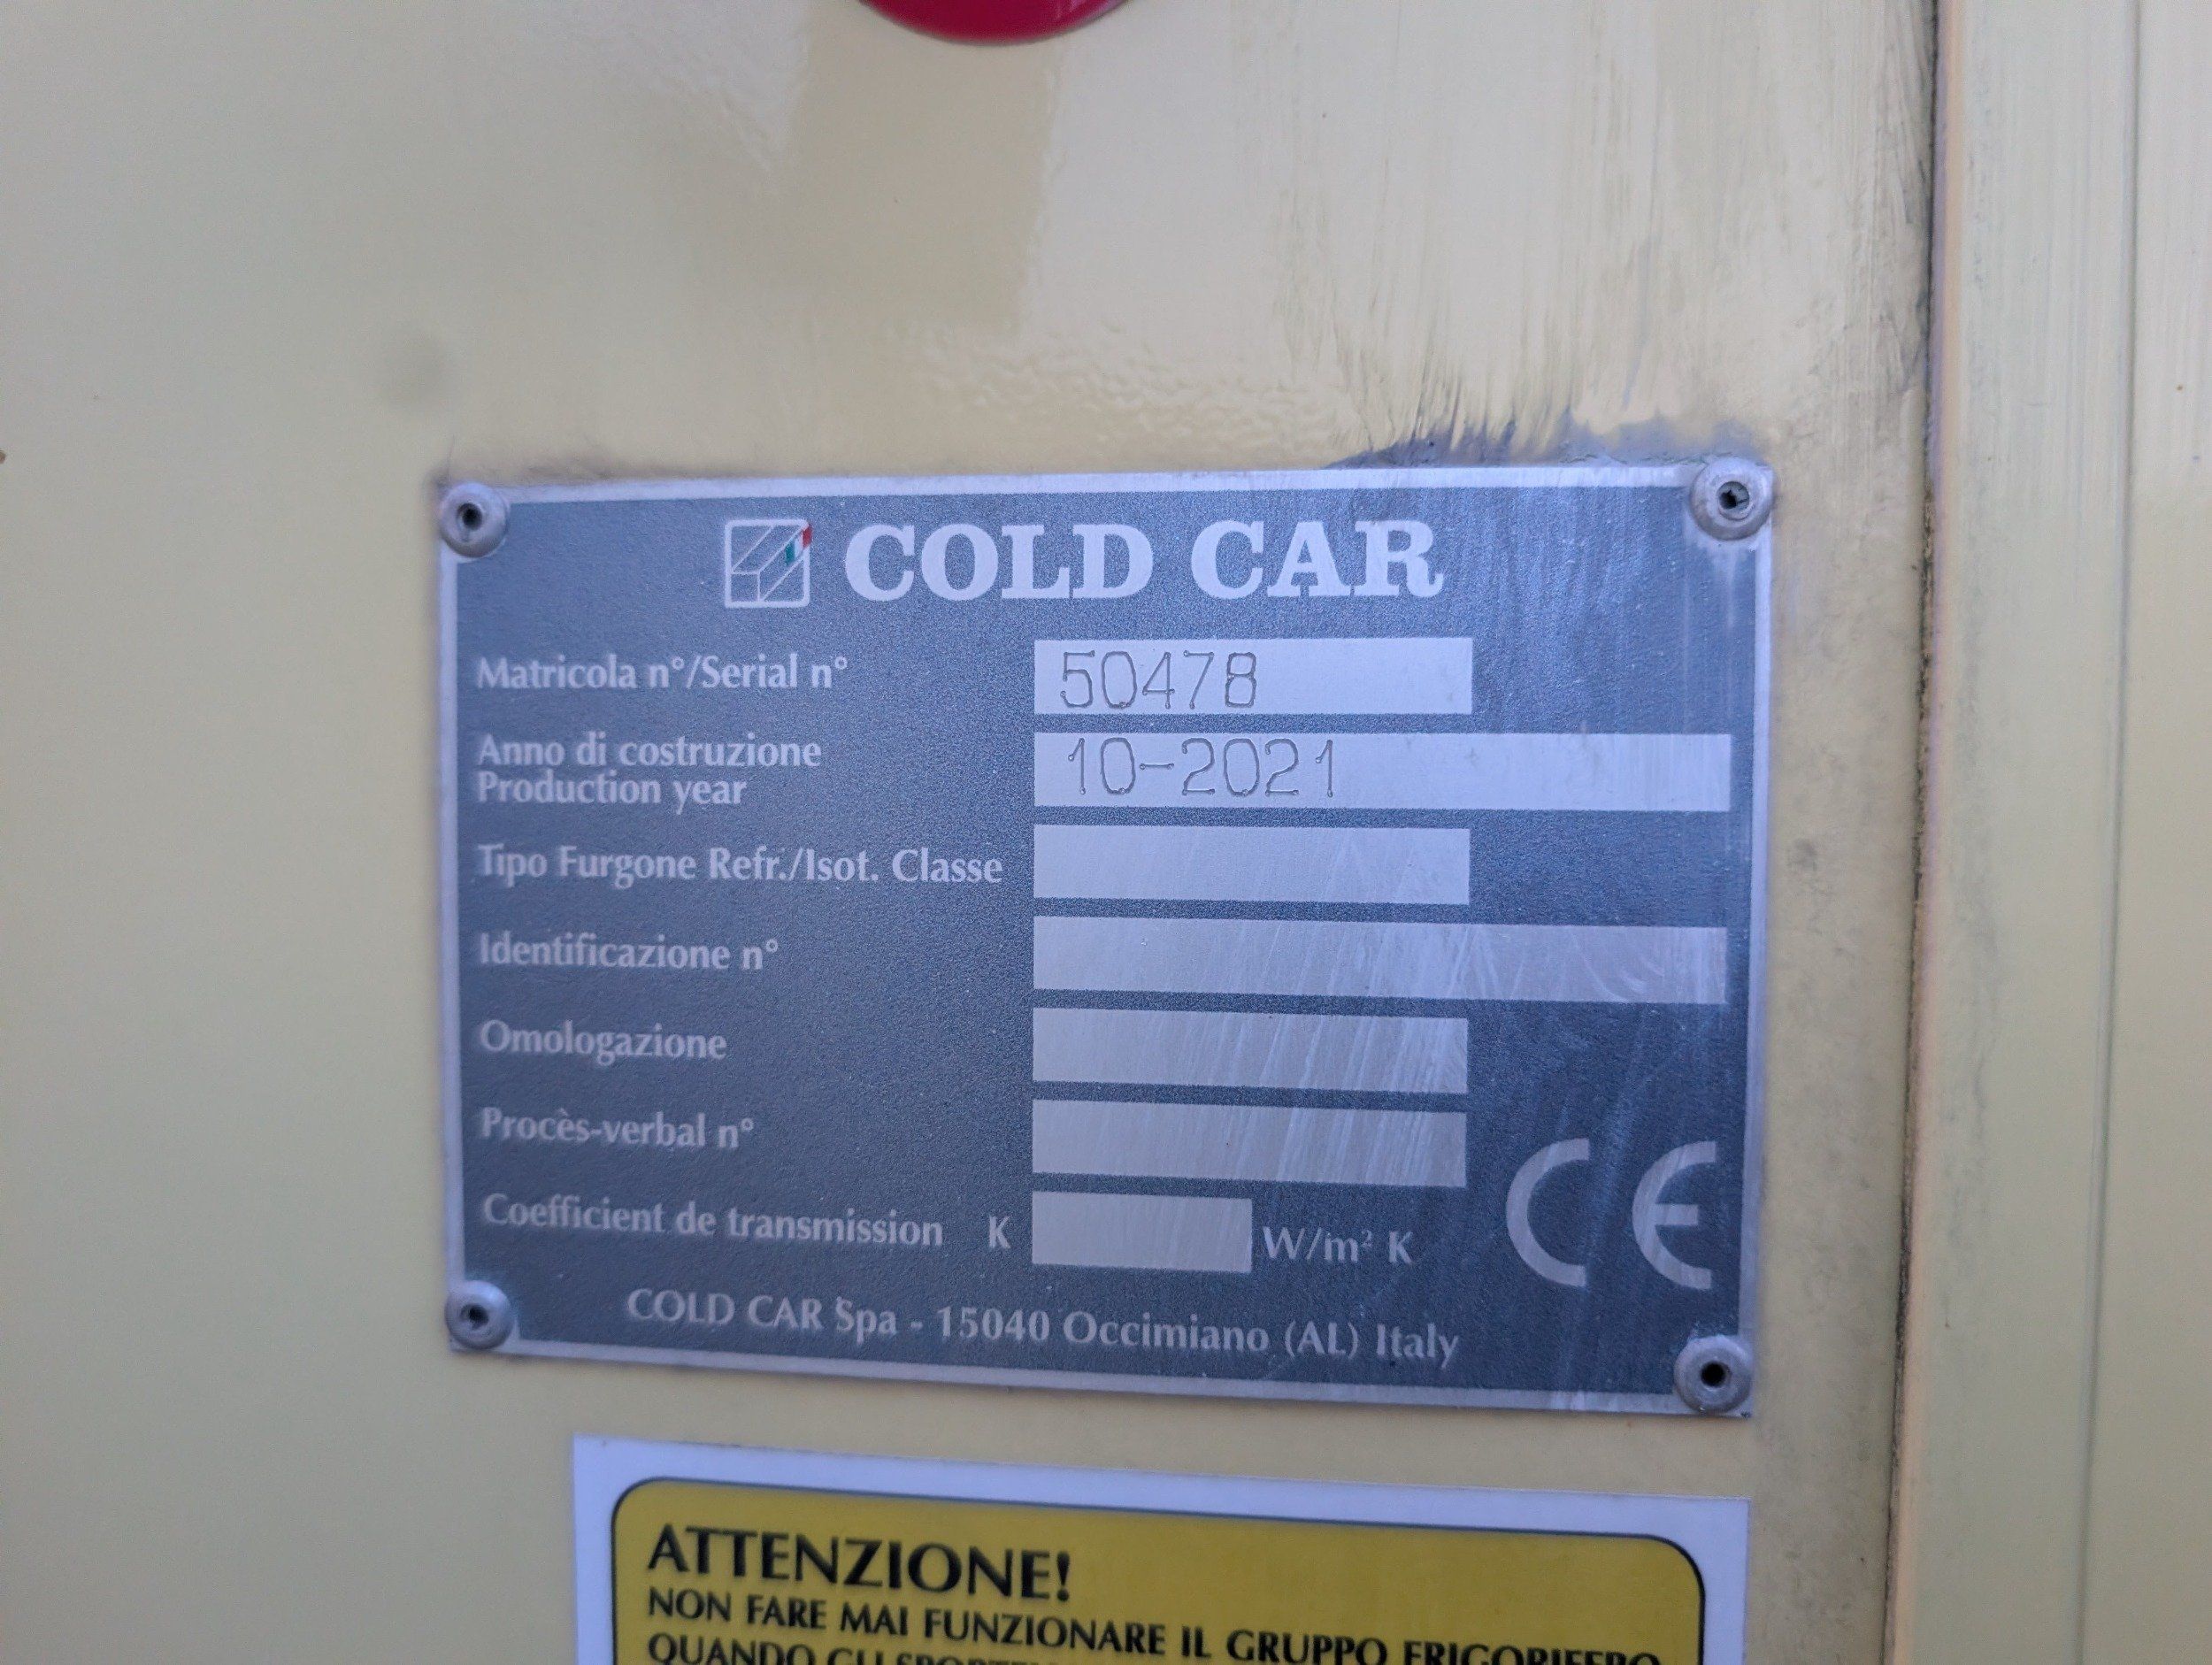 COLD CAR
Matricola n°/Serial n° 50478
Anno di costruzione
Production year 10-2021
Tipo Furgone Refr./Isot. Classe
Identificazione n°
Omologazione
Procès-verbal n°
Coefficient de transmission K W/m² K
CE
COLD CAR Spa - 15040 Occimiano (AL) Italy
ATTENZIONE!
NON FARE MAI FUNZIONARE IL GRUPPO FRIGORIFERO
QUANDO GLI